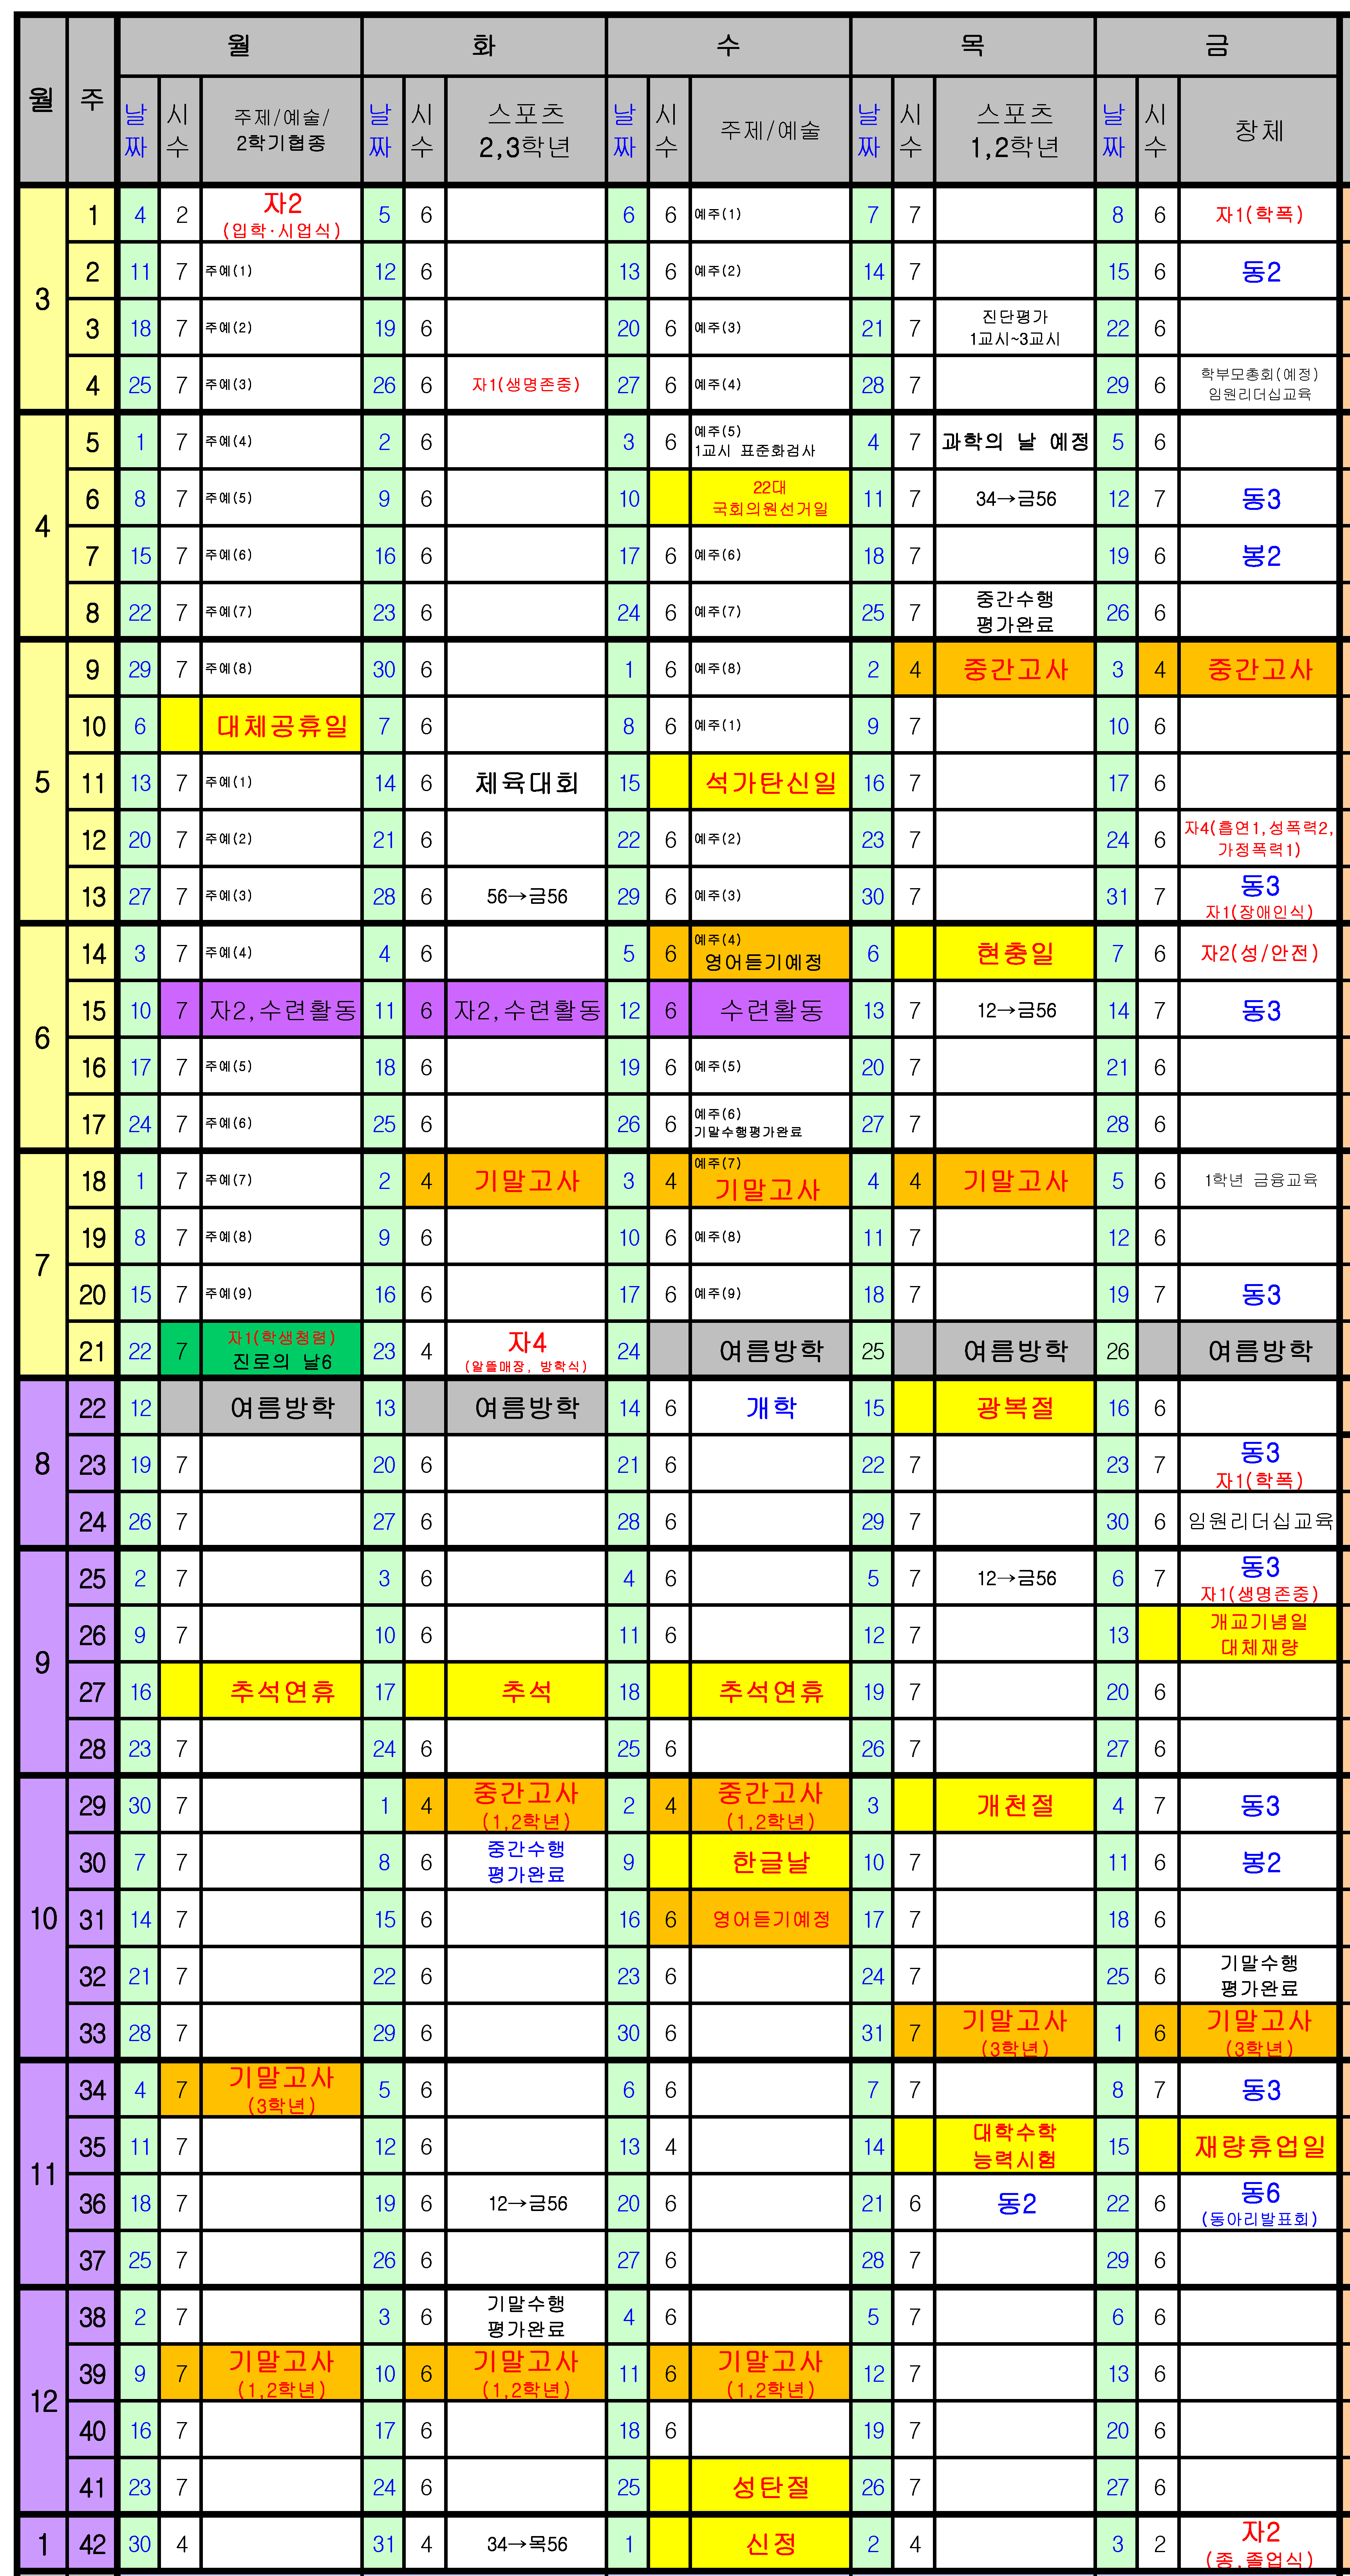 월 주 월 화 수 목 금
날짜 시수 주제/예술/ 2학기협종 날짜 시수 스포츠 2,3학년 날짜 시수 주제/예술 날짜 시수 스포츠 1,2학년 날짜 시수 창체
3 1 4 2 자2 (입학·시업식) 5 6 6 6 예주(1) 7 7 8 6 자1(학폭)
2 11 7 주예(1) 12 6 13 6 예주(2) 14 7 15 6 동2
3 18 7 주예(2) 19 6 20 6 예주(3) 21 7 진단평가 1교시~3교시 22 6
4 25 7 주예(3) 26 6 자1(생명존중) 27 6 예주(4) 28 7 29 6 학부모총회(예정) 임원리더십교육
4 5 1 7 주예(4) 2 6 3 6 예주(5) 1교시 표준화검사 4 7 과학의 날 예정 5 6
6 8 7 주예(5) 9 6 10 22대 국회의원선거일 11 7 34→금56 12 7 동3
7 15 7 주예(6) 16 6 17 6 예주(6) 18 7 19 6 봉2
8 22 7 주예(7) 23 6 24 6 예주(7) 25 7 중간수행 평가완료 26 6
5 9 29 7 주예(8) 30 6 1 6 예주(8) 2 4 중간고사 3 4 중간고사
10 6 대체공휴일 7 6 8 6 예주(1) 9 7 10 6
11 13 7 주예(1) 14 6 체육대회 15 석가탄신일 16 7 17 6
12 20 7 주예(2) 21 6 22 6 예주(2) 23 7 24 6 자4(흡연1,성폭력2, 가정폭력1)
13 27 7 주예(3) 28 6 56→금56 29 6 예주(3) 30 7 31 7 동3 자1(장애인식)
6 14 3 7 주예(4) 4 6 5 6 예주(4) 영어듣기예정 6 현충일 7 6 자2(성/안전)
15 10 7 자2,수련활동 11 6 자2,수련활동 12 6 수련활동 13 7 12→금56 14 7 동3
16 17 7 주예(5) 18 6 19 6 예주(5) 20 7 21 6
17 24 7 주예(6) 25 6 26 6 예주(6) 기말수행평가완료 27 7 28 6
7 18 1 7 주예(7) 2 4 기말고사 3 4 예주(7) 기말고사 4 4 기말고사 5 6 1학년 금융교육
19 8 7 주예(8) 9 6 10 6 예주(8) 11 7 12 6
20 15 7 주예(9) 16 6 17 6 예주(9) 18 7 19 7 동3
21 22 7 자1(학생청렴) 진로의 날6 23 4 자4 (알뜰매장, 방학식) 24 여름방학 25 여름방학 26 여름방학
8 22 12 여름방학 13 여름방학 14 6 개학 15 광복절 16 6
23 19 7 20 6 21 6 22 7 23 7 동3 자1(학폭)
24 26 7 27 6 28 6 29 7 30 6 임원리더십교육
9 25 2 7 3 6 4 6 5 7 12→금56 6 7 동3 자1(생명존중)
26 9 7 10 6 11 6 12 7 13 개교기념일 대체재량
27 16 추석연휴 17 추석 18 추석연휴 19 7 20 6
28 23 7 24 6 25 6 26 7 27 6
10 29 30 7 1 4 중간고사 (1,2학년) 2 4 중간고사 (1,2학년) 3 개천절 4 7 동3
30 7 7 8 6 중간수행 평가완료 9 한글날 10 7 11 6 봉2
31 14 7 15 6 16 6 영어듣기예정 17 7 18 6
32 21 7 22 6 23 6 24 7 25 6 기말수행 평가완료
33 28 7 29 6 30 6 31 7 기말고사 (3학년) 1 6 기말고사 (3학년)
11 34 4 7 기말고사 (3학년) 5 6 6 6 7 7 8 7 동3
35 11 7 12 6 13 4 14 대학수학 능력시험 15 재량휴업일
36 18 7 19 6 12→금56 20 6 21 6 동2 22 6 동6 (동아리발표회)
37 25 7 26 6 27 6 28 7 29 6
12 38 2 7 3 6 기말수행 평가완료 4 6 5 7 6 6
39 9 7 기말고사 (1,2학년) 10 6 기말고사 (1,2학년) 11 6 기말고사 (1,2학년) 12 7 13 6
40 16 7 17 6 18 6 19 7 20 6
41 23 7 24 6 25 성탄절 26 7 27 6
1 42 30 4 31 4 34→목56 1 신정 2 4 3 2 자2 (종,졸업식)